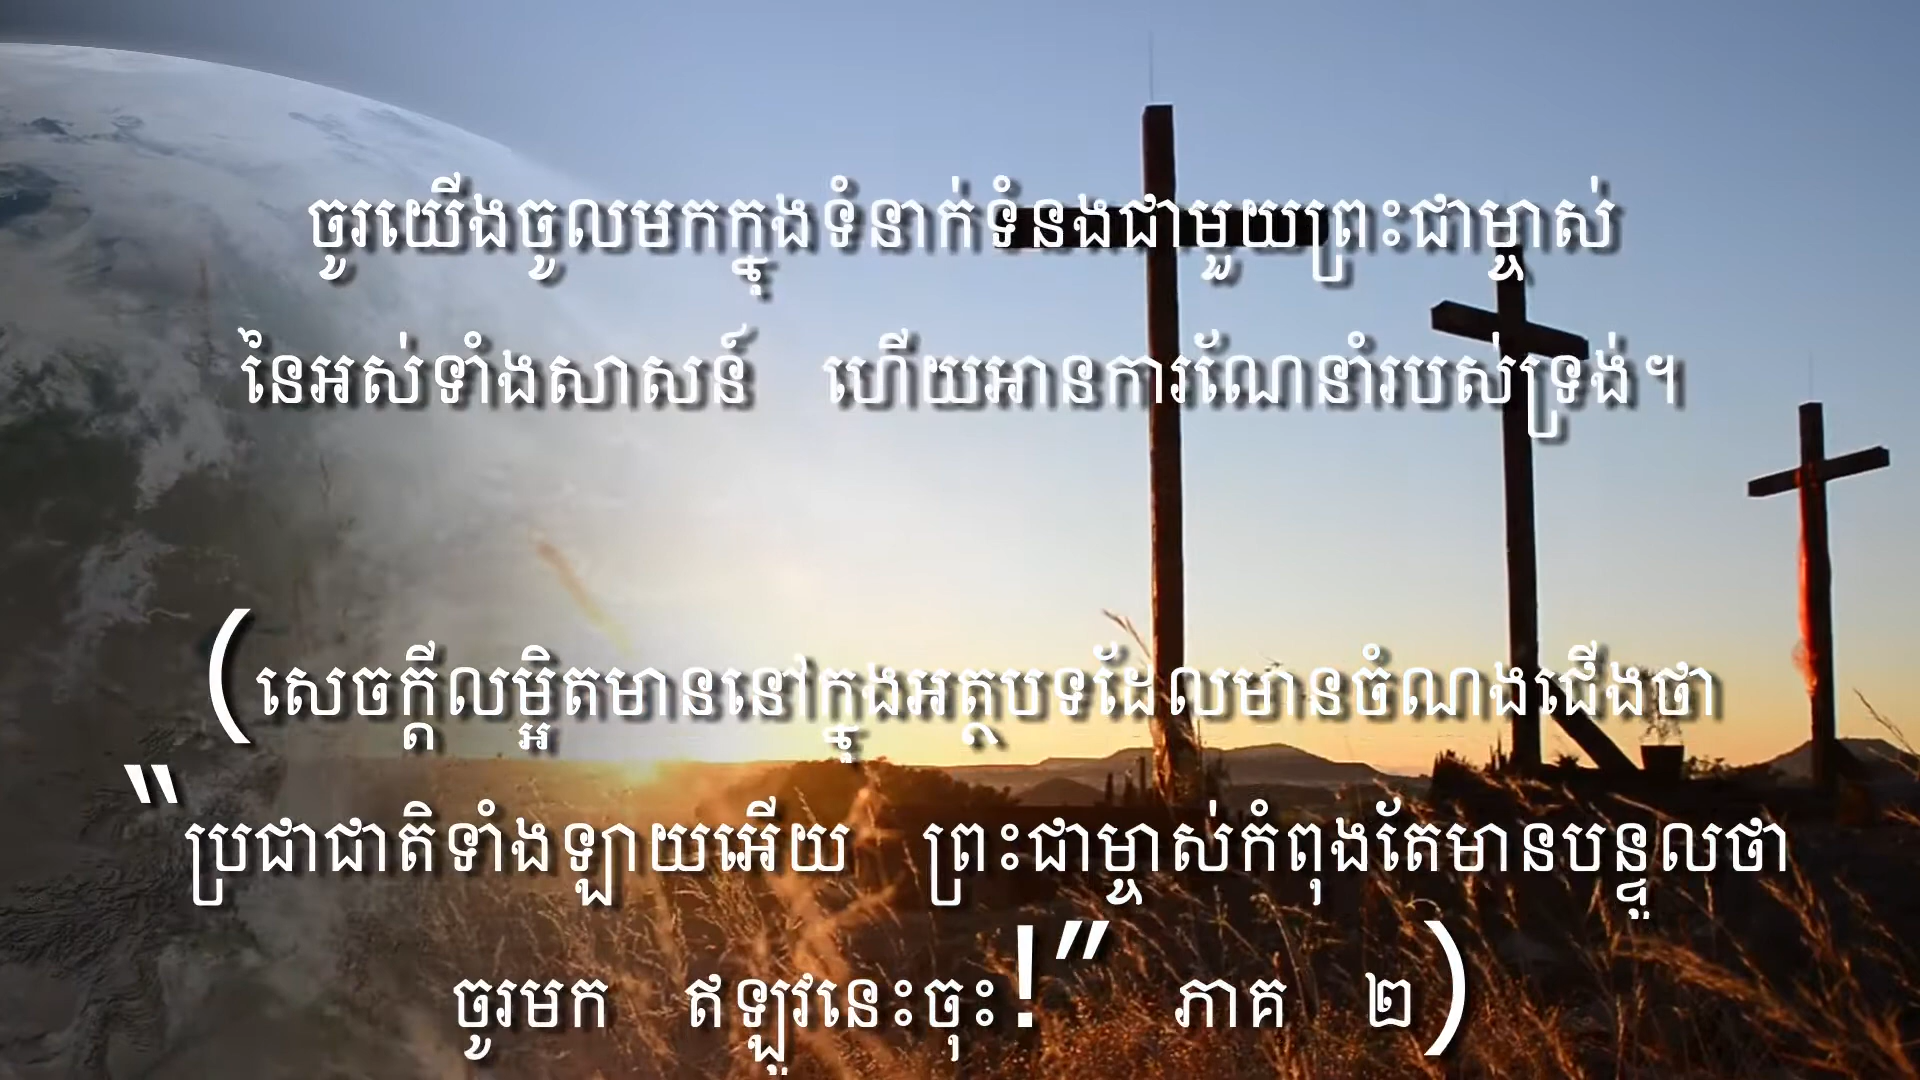 ចូរយើងចូលមកក្នុងទំនាក់ទំនងជាមួយព្រះជាម្ចាស់
នៃអស់ទាំងសាសន៍ ហើយអានការណែនាំរបស់ទ្រង់។
(សេចក្ដីលម្អិតមាននៅក្នុងអត្ថបទដែលមានចំណងជើងថា
“ប្រជាជាតិទាំងឡាយអើយ ព្រះជាម្ចាស់កំពុងតែមានបន្ទូលថា
ចូរមក ឥឡូវនេះចុះ!” ភាគ ២)